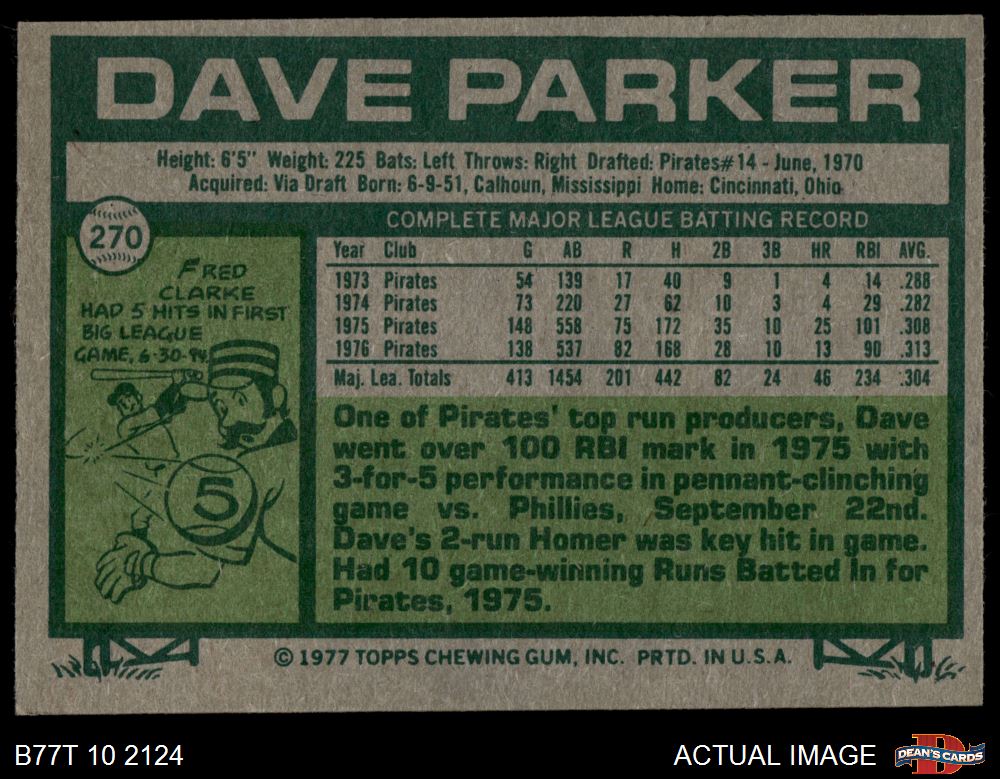 DAVE PARKER
Height: 6'5" Weight: 225 Bats: Left Throws: Right Drafted: Pirates#14 - June, 1970
Acquired: Via Draft Born: 6-9-51, Calhoun, Mississippi Home: Cincinnati, Ohio
270
FRED
CLARKE
HAD 5 HITS IN FIRST
BIG LEAGUE
GAME, 6-30-94
5
COMPLETE MAJOR LEAGUE BATTING RECORD
Year Club G AB R H 2B 3B HR RBI AVG.
1973 Pirates 54 139 17 40 9 1 4 14 .288
1974 Pirates 73 220 27 62 10 3 4 29 .282
1975 Pirates 148 558 75 172 35 10 25 101 .308
1976 Pirates 138 537 82 168 28 10 13 90 .313
Maj. Lea. Totals 413 1454 201 442 82 24 46 234 .304
One of Pirates' top run producers, Dave
went over 100 RBI mark in 1975 with
3-for-5 performance in pennant-clinching
game vs. Phillies, September 22nd.
Dave's 2-run Homer was key hit in game.
Had 10 game-winning Runs Batted In for
Pirates, 1975.
© 1977 TOPPS CHEWING GUM, INC. PRTD. IN U.S.A.
B77T 10 2124
ACTUAL IMAGE
D
DEAN'S CARDS